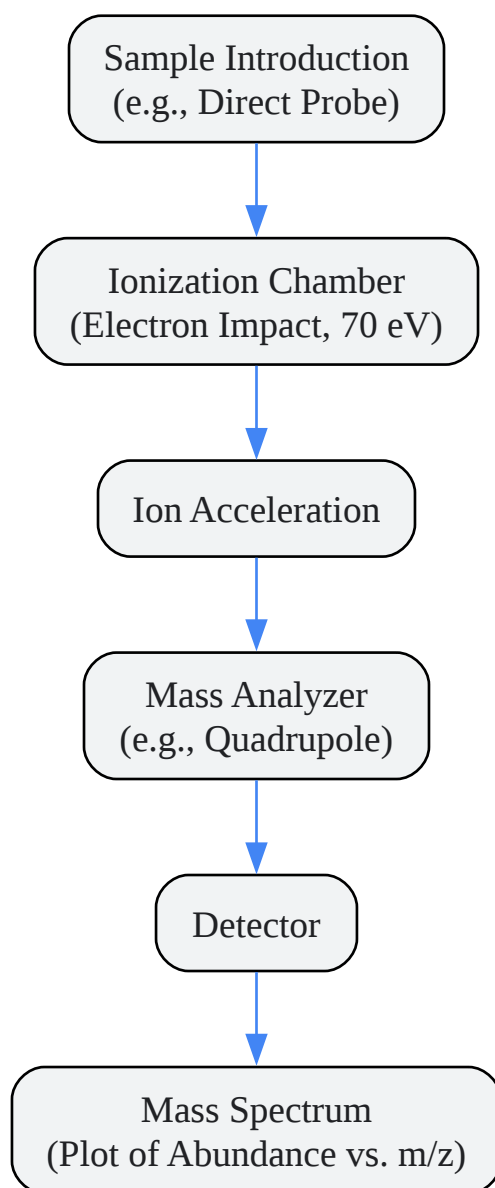 Sample Introduction
(e.g., Direct Probe)
Ionization Chamber
(Electron Impact, 70 eV)
Ion Acceleration
Mass Analyzer
(e.g., Quadrupole)
Detector
Mass Spectrum
(Plot of Abundance vs. m/z)